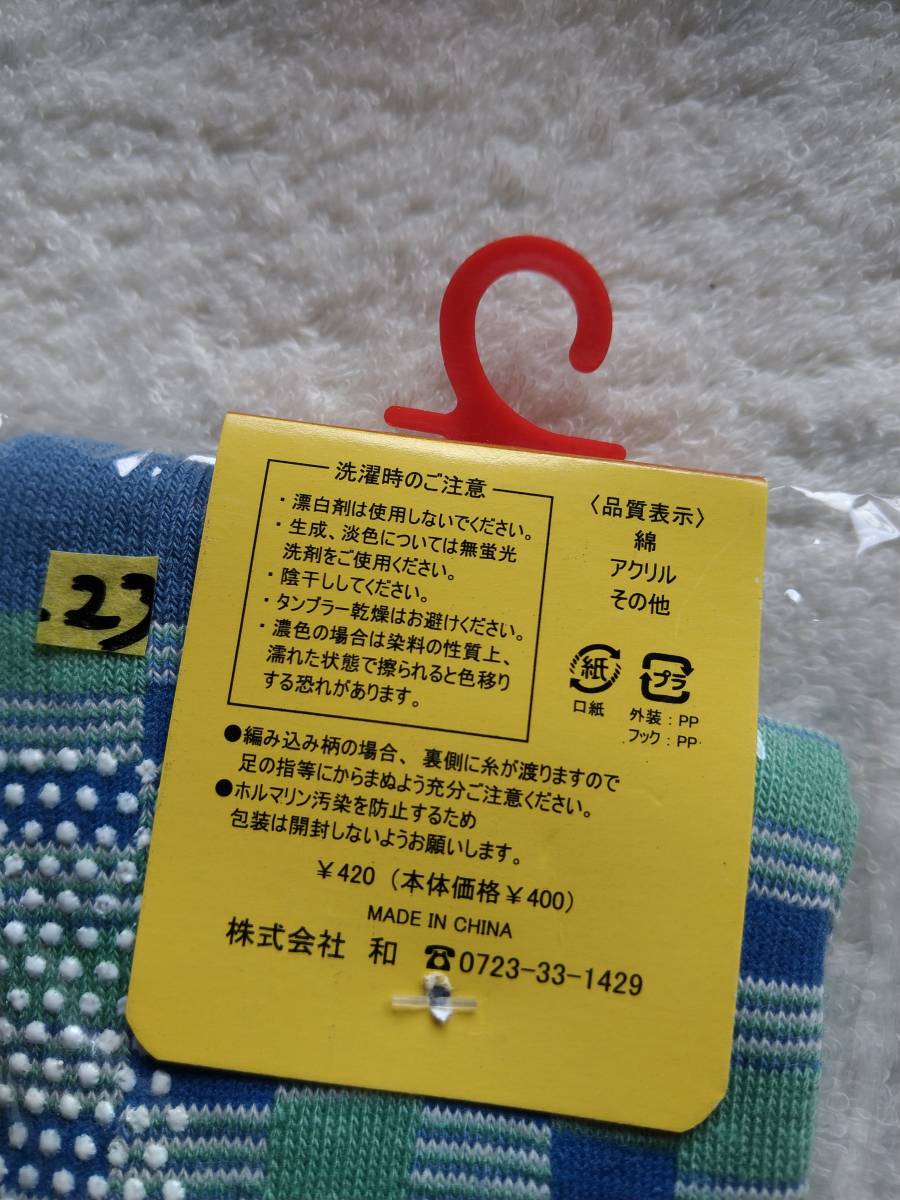 洗濯時のご注意
・漂白剤は使用しないでください。
・生成、淡色については無蛍光
洗剤をご使用ください。
・陰干ししてください。
・タンブラー乾燥はお避けください。
・濃色の場合は染料の性質上、
濡れた状態で擦られると色移り
する恐れがあります。
〈品質表示〉
綿
アクリル
その他
紙
口紙
プラ
外装:PP
フック:PP
●編み込み柄の場合、裏側に糸が渡りますので
足の指等にからまぬよう充分ご注意ください。
●ホルマリン汚染を防止するため
包装は開封しないようお願いします。
¥420(本体価格¥400)
MADE IN CHINA
株式会社 和 ☎0723-33-1429
23